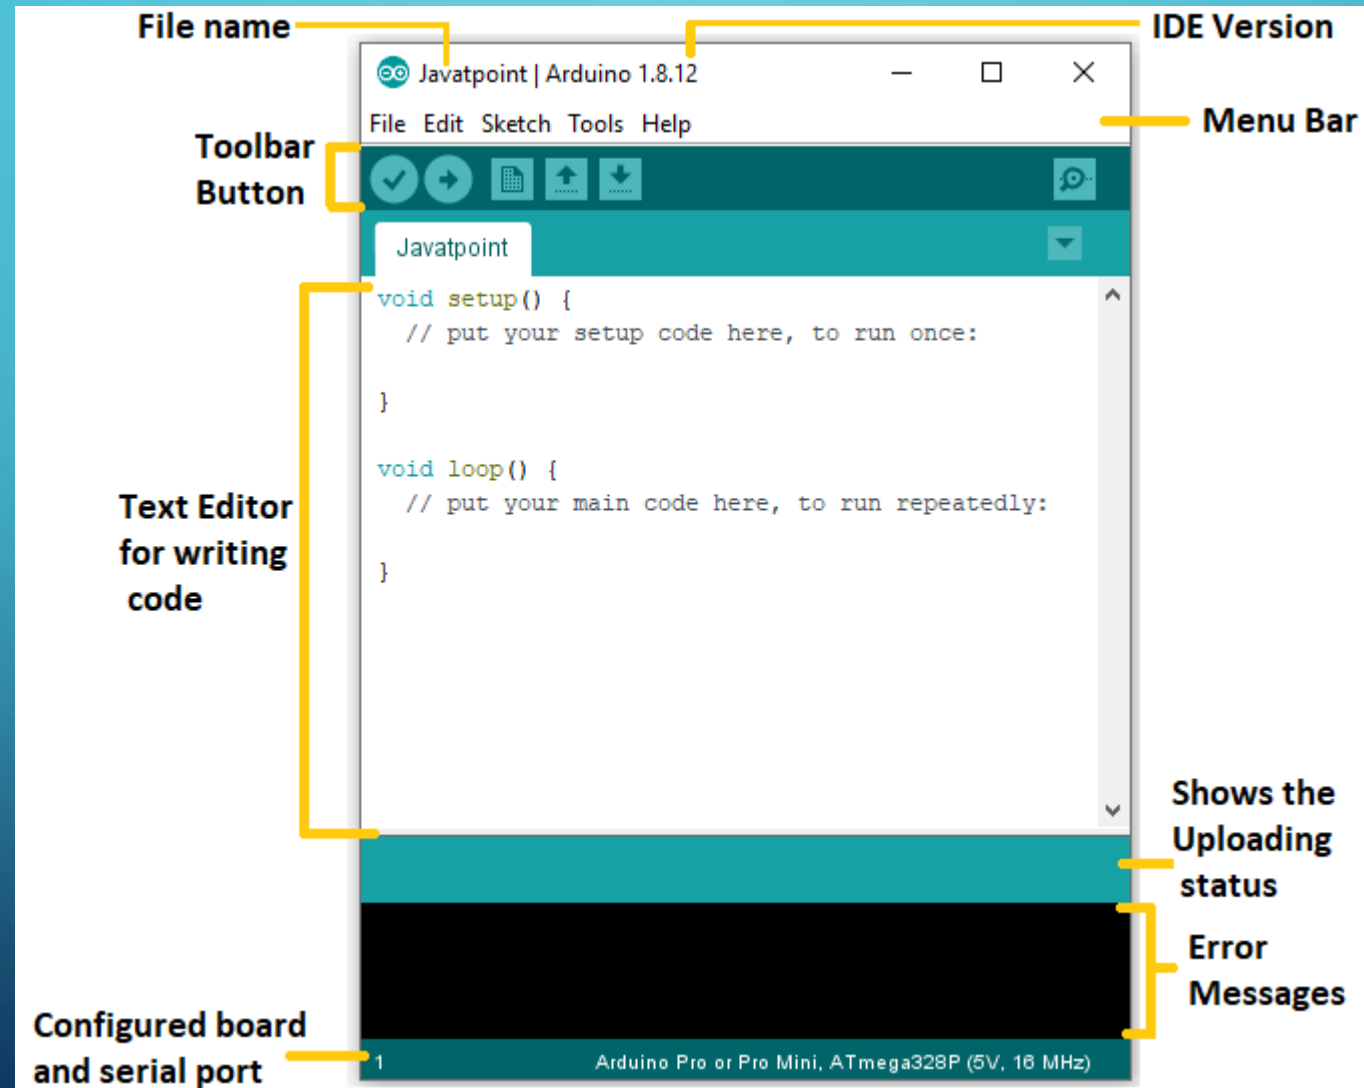 File name
IDE Version
Javatpoint | Arduino 1.8.12
File Edit Sketch Tools Help
Menu Bar
Toolbar
Button
Javatpoint
void setup() {
// put your setup code here, to run once:
}
void loop() {
// put your main code here, to run repeatedly:
}
Text Editor
for writing
code
Shows the
Uploading
status
Error
Messages
Configured board
and serial port
1
Arduino Pro or Pro Mini, ATmega328P (5V, 16 MHz)